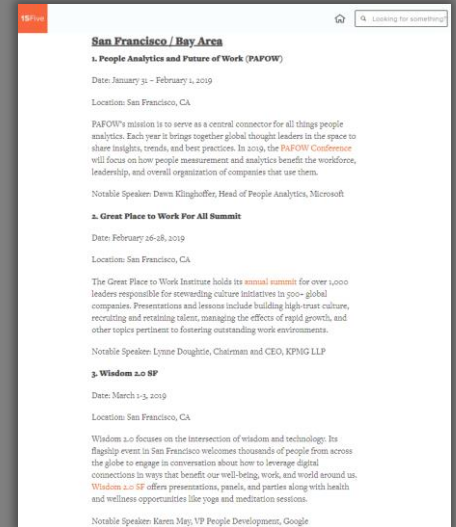 15Five
Looking for something?
San Francisco / Bay Area
1. People Analytics and Future of Work (PAFOW)
Date: January 31 – February 1, 2019
Location: San Francisco, CA
PAFOW's mission is to serve as a central connector for all things people
analytics. Each year it brings together global thought leaders in the space to
share insights, trends, and best practices. In 2019, the PAFOW Conference
will focus on how people measurement and analytics benefit the workforce,
leadership, and overall organization of companies that use them.
Notable Speaker: Dawn Klinghoffer, Head of People Analytics, Microsoft
2. Great Place to Work For All Summit
Date: February 26-28, 2019
Location: San Francisco, CA
The Great Place to Work Institute holds its annual summit for over 1,000
leaders responsible for stewarding culture initiatives in 500+ global
companies. Presentations and lessons include building high-trust culture,
recruiting and retaining talent, managing the effects of rapid growth, and
other topics pertinent to fostering outstanding work environments.
Notable Speaker: Lynne Doughtie, Chairman and CEO, KPMG LLP
3. Wisdom 2.0 SF
Date: March 1-3, 2019
Location: San Francisco, CA
Wisdom 2.0 focuses on the intersection of wisdom and technology. Its
flagship event in San Francisco welcomes thousands of people from across
the globe to engage in conversation about how to leverage digital
connections in ways that benefit our well-being, work, and world around us.
Wisdom 2.0 SF offers presentations, panels, and parties along with health
and wellness opportunities like yoga and meditation sessions.
Notable Speaker: Karen May, VP People Development, Google